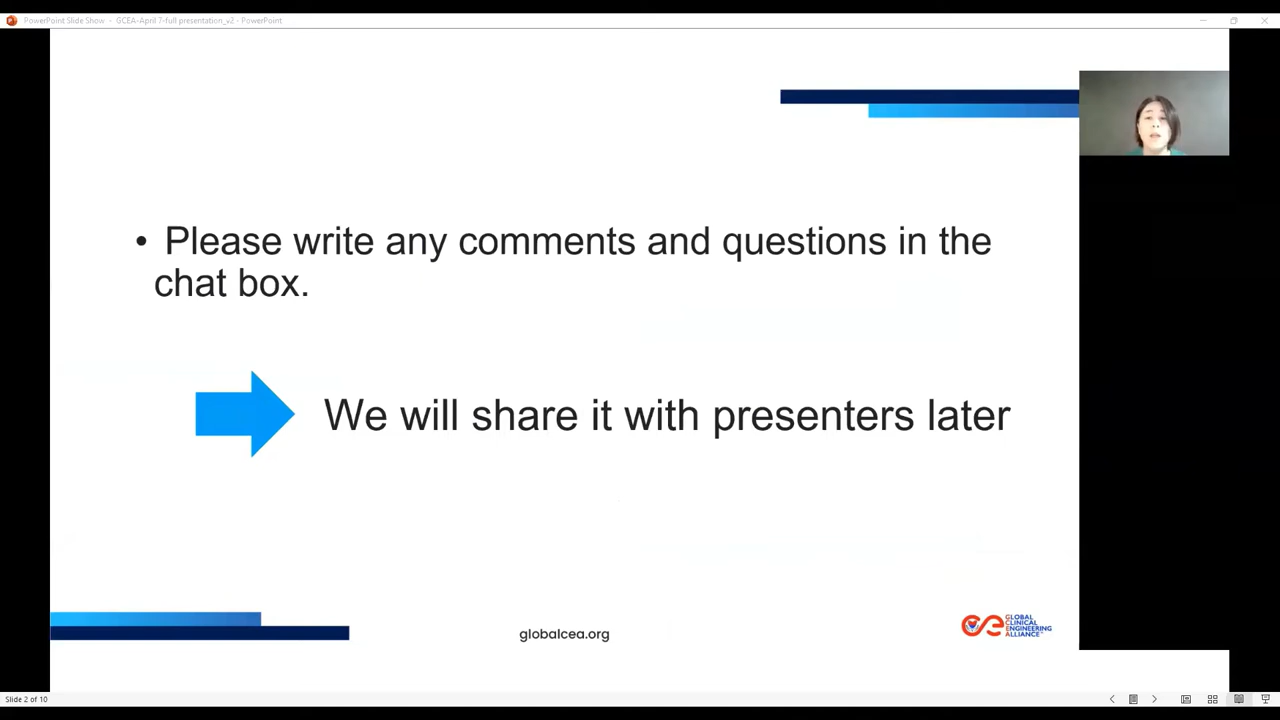 PowerPoint Slide Show - GCEA-April 7-full presentation_v2 - PowerPoint
• Please write any comments and questions in the
chat box.
We will share it with presenters later
globalcea.org
GLOBAL
CLINICAL
ENGINEERING
ALLIANCE™
Slide 2 of 10